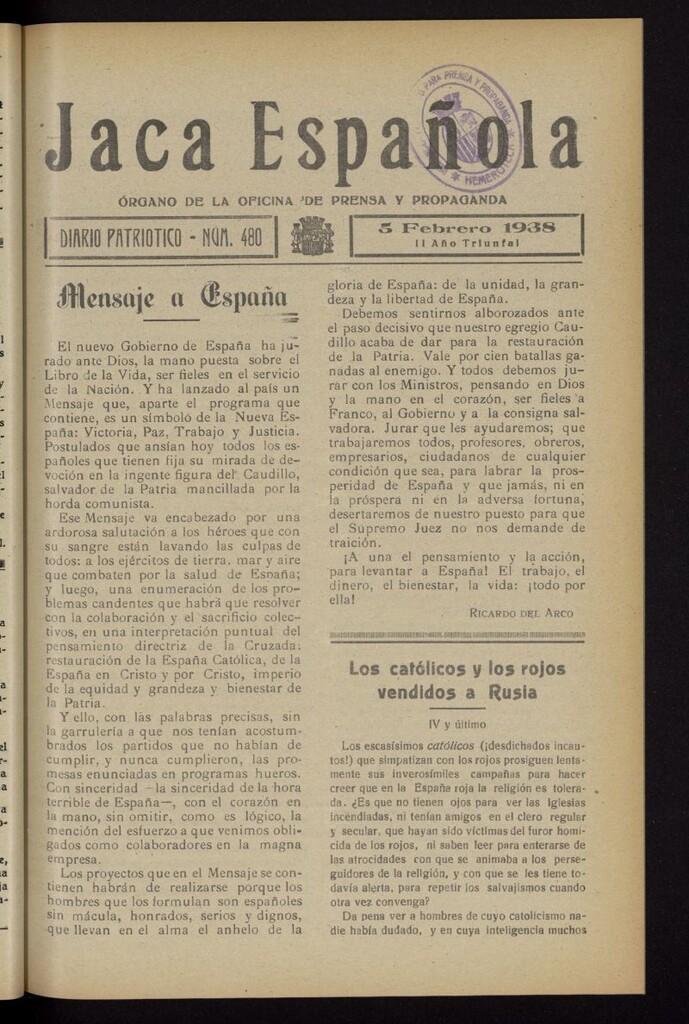 Jaca Española
PARA PRENSA Y PROPAGANDA
HEMEROTECA
ÓRGANO DE LA OFICINA DE PRENSA Y PROPAGANDA
DIARIO PATRIOTICO - NÚM. 480
5 Febrero 1938
II Año Triunfal
Mensaje a España
El nuevo Gobierno de España ha ju-
rado ante Dios, la mano puesta sobre el
Libro de la Vida, ser fieles en el servicio
de la Nación. Y ha lanzado al país un
Mensaje que, aparte el programa que
contiene, es un símbolo de la Nueva Es-
paña: Victoria, Paz, Trabajo y Justicia.
Postulados que ansían hoy todos los es-
pañoles que tienen fija su mirada de de-
voción en la ingente figura del Caudillo,
salvador de la Patria mancillada por la
horda comunista.
Ese Mensaje va encabezado por una
ardorosa salutación a los héroes que con
su sangre están lavando las culpas de
todos: a los ejércitos de tierra, mar y aire
que combaten por la salud de España;
y luego, una enumeración de los pro-
blemas candentes que habrá que resolver
con la colaboración y el sacrificio colec-
tivos, en una interpretación puntual del
pensamiento directriz de la Cruzada:
restauración de la España Católica, de la
España en Cristo y por Cristo, imperio
de la equidad y grandeza y bienestar de
la Patria.
Y ello, con las palabras precisas, sin
la garrulería a que nos tenían acostum-
brados los partidos que no habían de
cumplir, y nunca cumplieron, las pro-
mesas enunciadas en programas hueros.
Con sinceridad —la sinceridad de la hora
terrible de España—, con el corazón en
la mano, sin omitir, como es lógico, la
mención del esfuerzo a que venimos obli-
gados como colaboradores en la magna
empresa.
Los proyectos que en el Mensaje se con-
tienen habrán de realizarse porque los
hombres que los formulan son españoles
sin mácula, honrados, serios y dignos,
que llevan en el alma el anhelo de la
gloria de España: de la unidad, la gran-
deza y la libertad de España.
Debemos sentirnos alborozados ante
el paso decisivo que nuestro egregio Cau-
dillo acaba de dar para la restauración
de la Patria. Vale por cien batallas ga-
nadas al enemigo. Y todos debemos ju-
rar con los Ministros, pensando en Dios
y la mano en el corazón, ser fieles a
Franco, al Gobierno y a la consigna sal-
vadora. Jurar que les ayudaremos; que
trabajaremos todos, profesores, obreros,
empresarios, ciudadanos de cualquier
condición que sea, para labrar la pros-
peridad de España y que jamás, ni en
la próspera ni en la adversa fortuna,
desertaremos de nuestro puesto para que
el Supremo Juez no nos demande de
traición.
¡A una el pensamiento y la acción,
para levantar a España! El trabajo, el
dinero, el bienestar, la vida: ¡todo por
ella!
RICARDO DEL ARCO
Los católicos y los rojos
vendidos a Rusia
IV y último
Los escasísimos católicos (¡desdichados incau-
tos!) que simpatizan con los rojos prosiguen lenta-
mente sus inverosímiles campañas para hacer
creer que en la España roja la religión es tolera-
da. ¿Es que no tienen ojos para ver las Iglesias
incendiadas, ni tenían amigos en el clero regular
y secular, que hayan sido víctimas del furor homi-
cida de los rojos, ni saben leer para enterarse de
las atrocidades con que se animaba a los perse-
guidores de la religión, y con que se les tiene to-
davía alerta, para repetir los salvajismos cuando
otra vez convenga?
Da pena ver a hombres de cuyo catolicismo na-
die había dudado, y en cuya inteligencia muchos